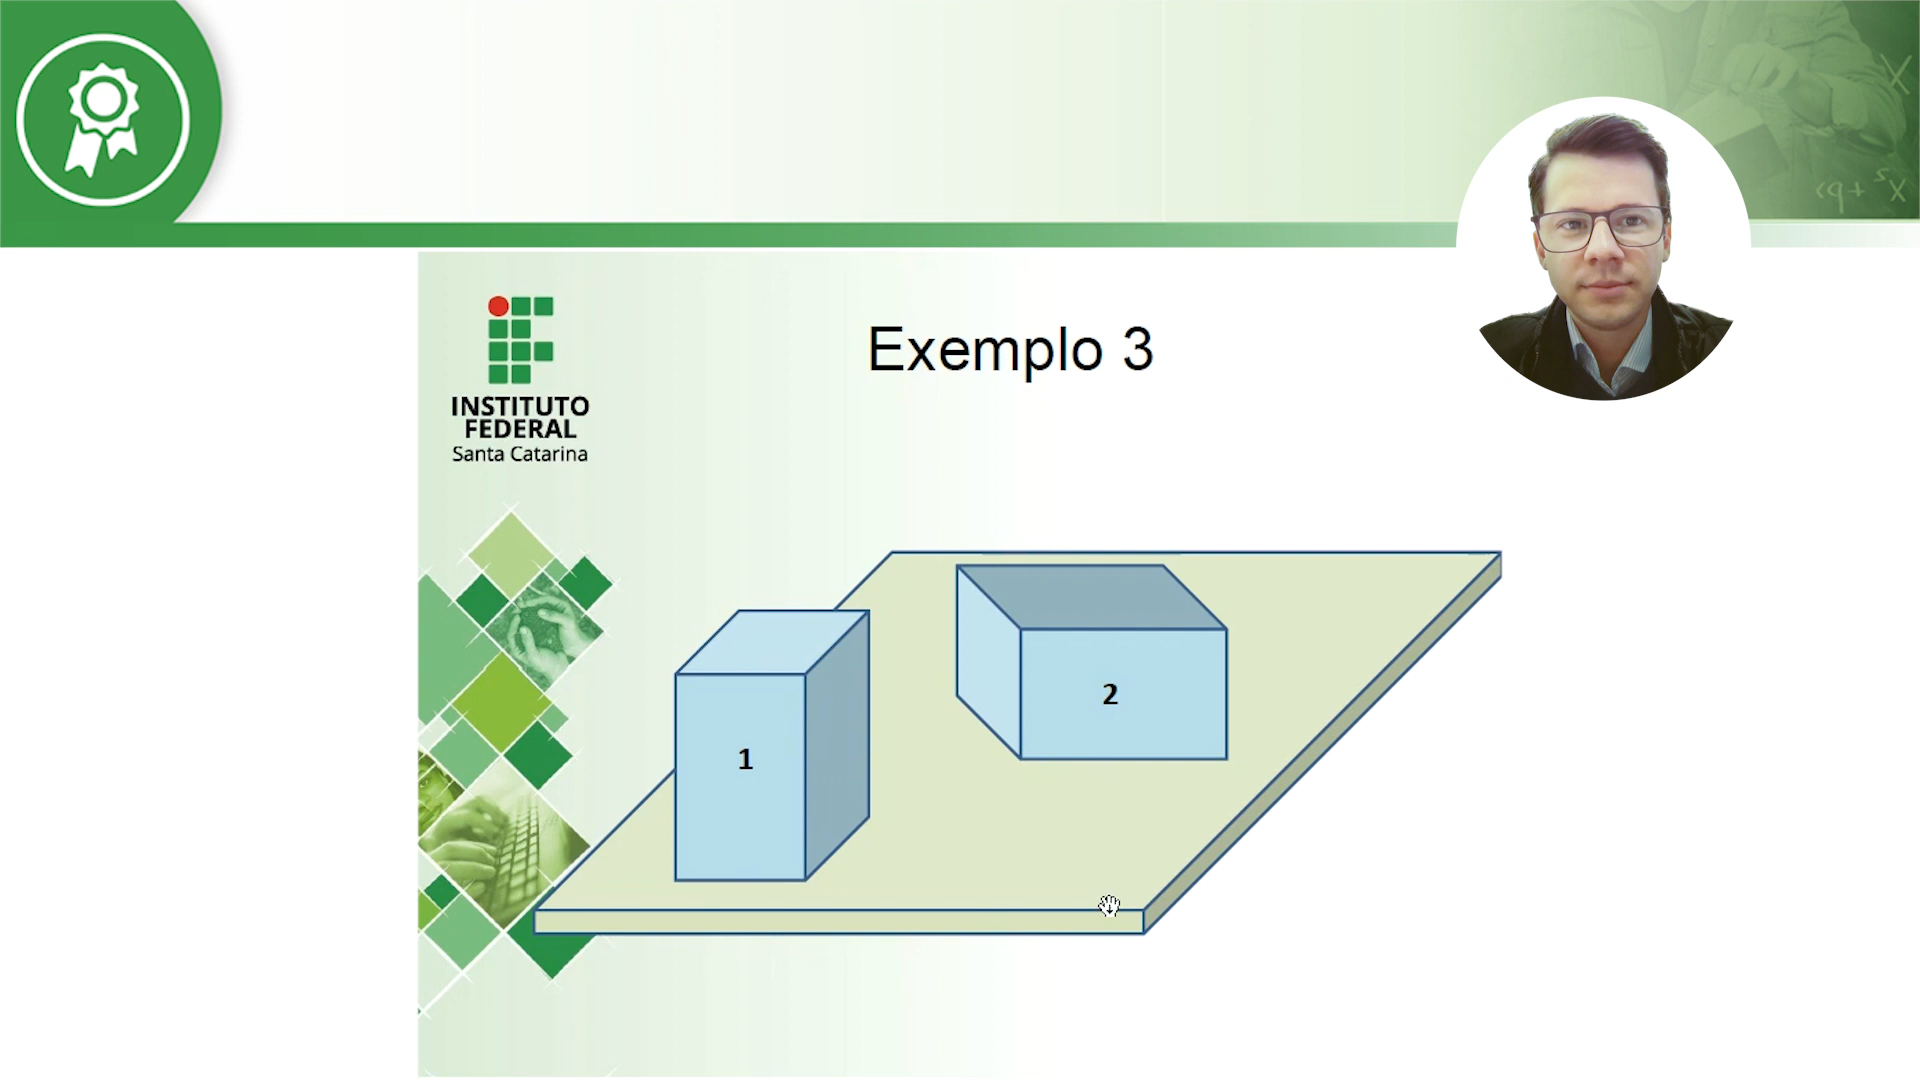 Exemplo 3
INSTITUTO
FEDERAL
Santa Catarina
2
1